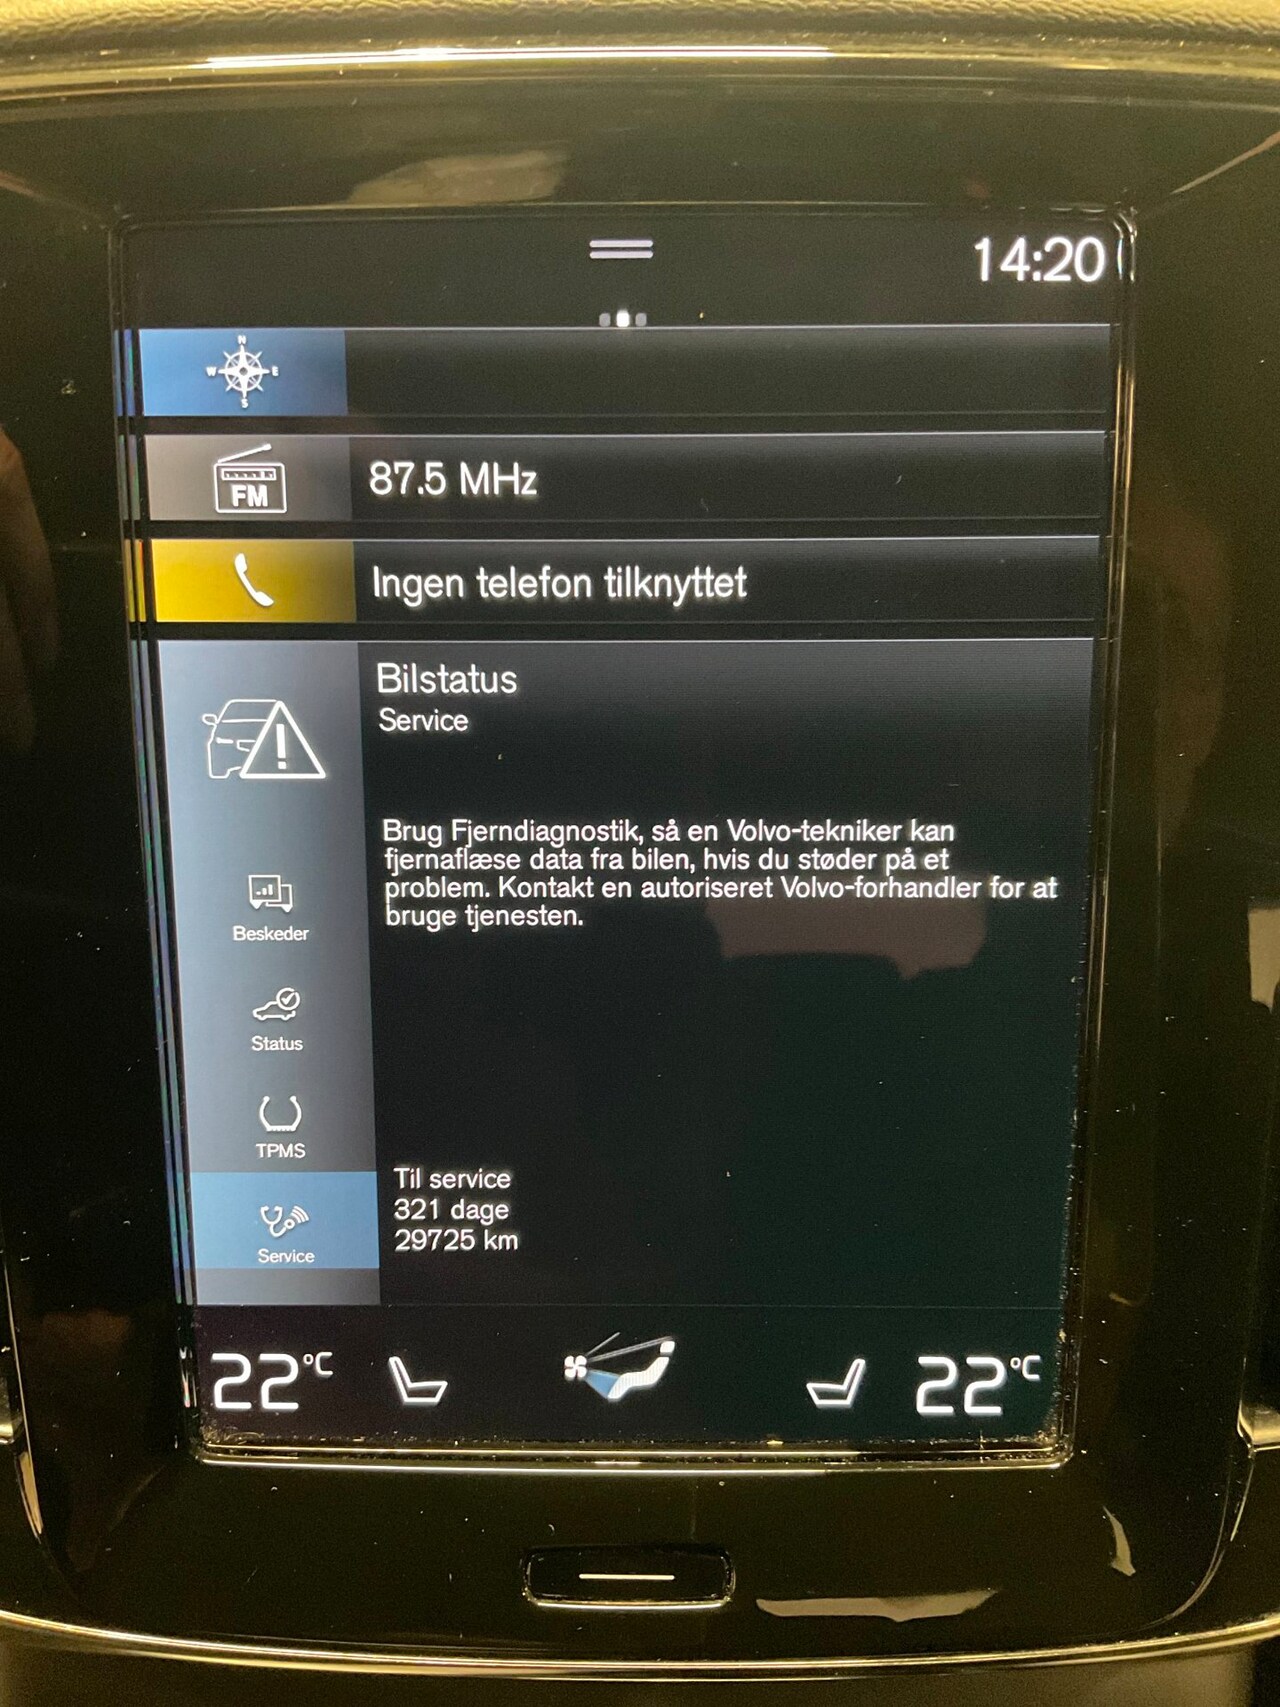 14:20
N
W E
S
FM
87.5 MHz
Ingen telefon tilknyttet
Bilstatus
Service
Brug Fjerndiagnostik, så en Volvo-tekniker kan
fjernaflæse data fra bilen, hvis du støder på et
problem. Kontakt en autoriseret Volvo-forhandler for at
bruge tjenesten.
Beskeder
Status
TPMS
Service
Til service
321 dage
29725 km
22°C
22°C